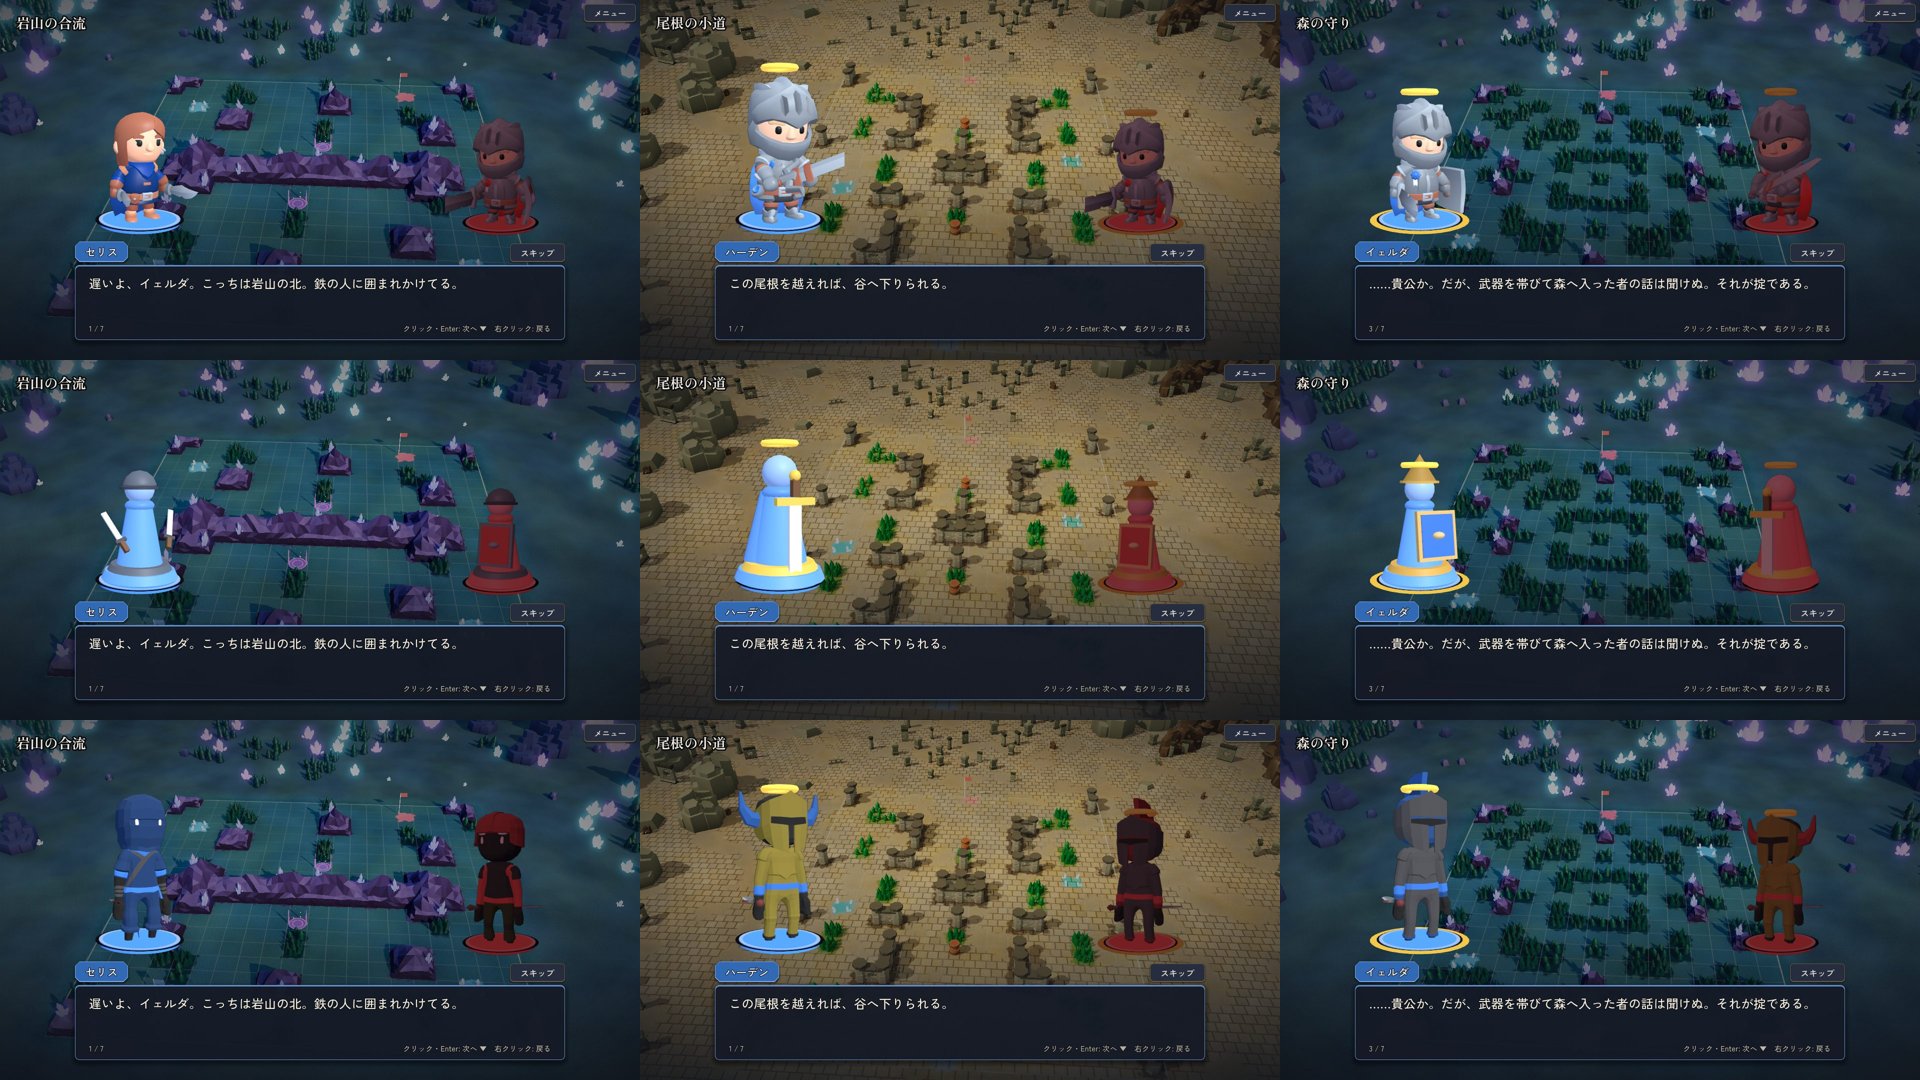 岩山の合流
メニュー
セリス
スキップ
遅いよ、イェルダ。こっちは岩山の北。鉄の人に囲まれかけてる。
1 / 7
クリック・Enter: 次へ ▼ 右クリック: 戻る
尾根の小道
メニュー
ハーデン
スキップ
この尾根を越えれば、谷へ下りられる。
1 / 7
クリック・Enter: 次へ ▼ 右クリック: 戻る
森の守り
メニュー
イェルダ
スキップ
……貴公か。だが、武器を帯びて森へ入った者の話は聞けぬ。それが掟である。
3 / 7
クリック・Enter: 次へ ▼ 右クリック: 戻る
岩山の合流
メニュー
セリス
スキップ
遅いよ、イェルダ。こっちは岩山の北。鉄の人に囲まれかけてる。
1 / 7
クリック・Enter: 次へ ▼ 右クリック: 戻る
尾根の小道
メニュー
ハーデン
スキップ
この尾根を越えれば、谷へ下りられる。
1 / 7
クリック・Enter: 次へ ▼ 右クリック: 戻る
森の守り
メニュー
イェルダ
スキップ
……貴公か。だが、武器を帯びて森へ入った者の話は聞けぬ。それが掟である。
3 / 7
クリック・Enter: 次へ ▼ 右クリック: 戻る
岩山の合流
メニュー
セリス
スキップ
遅いよ、イェルダ。こっちは岩山の北。鉄の人に囲まれかけてる。
1 / 7
クリック・Enter: 次へ ▼ 右クリック: 戻る
尾根の小道
メニュー
ハーデン
スキップ
この尾根を越えれば、谷へ下りられる。
1 / 7
クリック・Enter: 次へ ▼ 右クリック: 戻る
森の守り
メニュー
イェルダ
スキップ
……貴公か。だが、武器を帯びて森へ入った者の話は聞けぬ。それが掟である。
3 / 7
クリック・Enter: 次へ ▼ 右クリック: 戻る